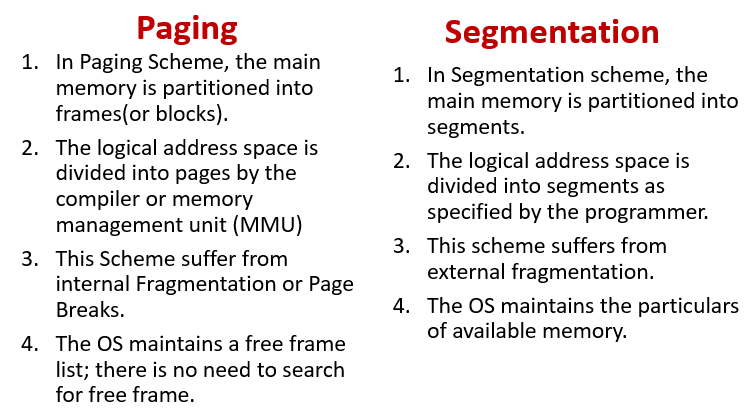 Paging
1. In Paging Scheme, the main
memory is partitioned into
frames(or blocks).
2. The logical address space is
divided into pages by the
compiler or memory
management unit (MMU)
3. This Scheme suffer from
internal Fragmentation or Page
Breaks.
4. The OS maintains a free frame
list; there is no need to search
for free frame.
Segmentation
1. In Segmentation scheme, the
main memory is partitioned into
segments.
2. The logical address space is
divided into segments as
specified by the programmer.
3. This scheme suffers from
external fragmentation.
4. The OS maintains the particulars
of available memory.